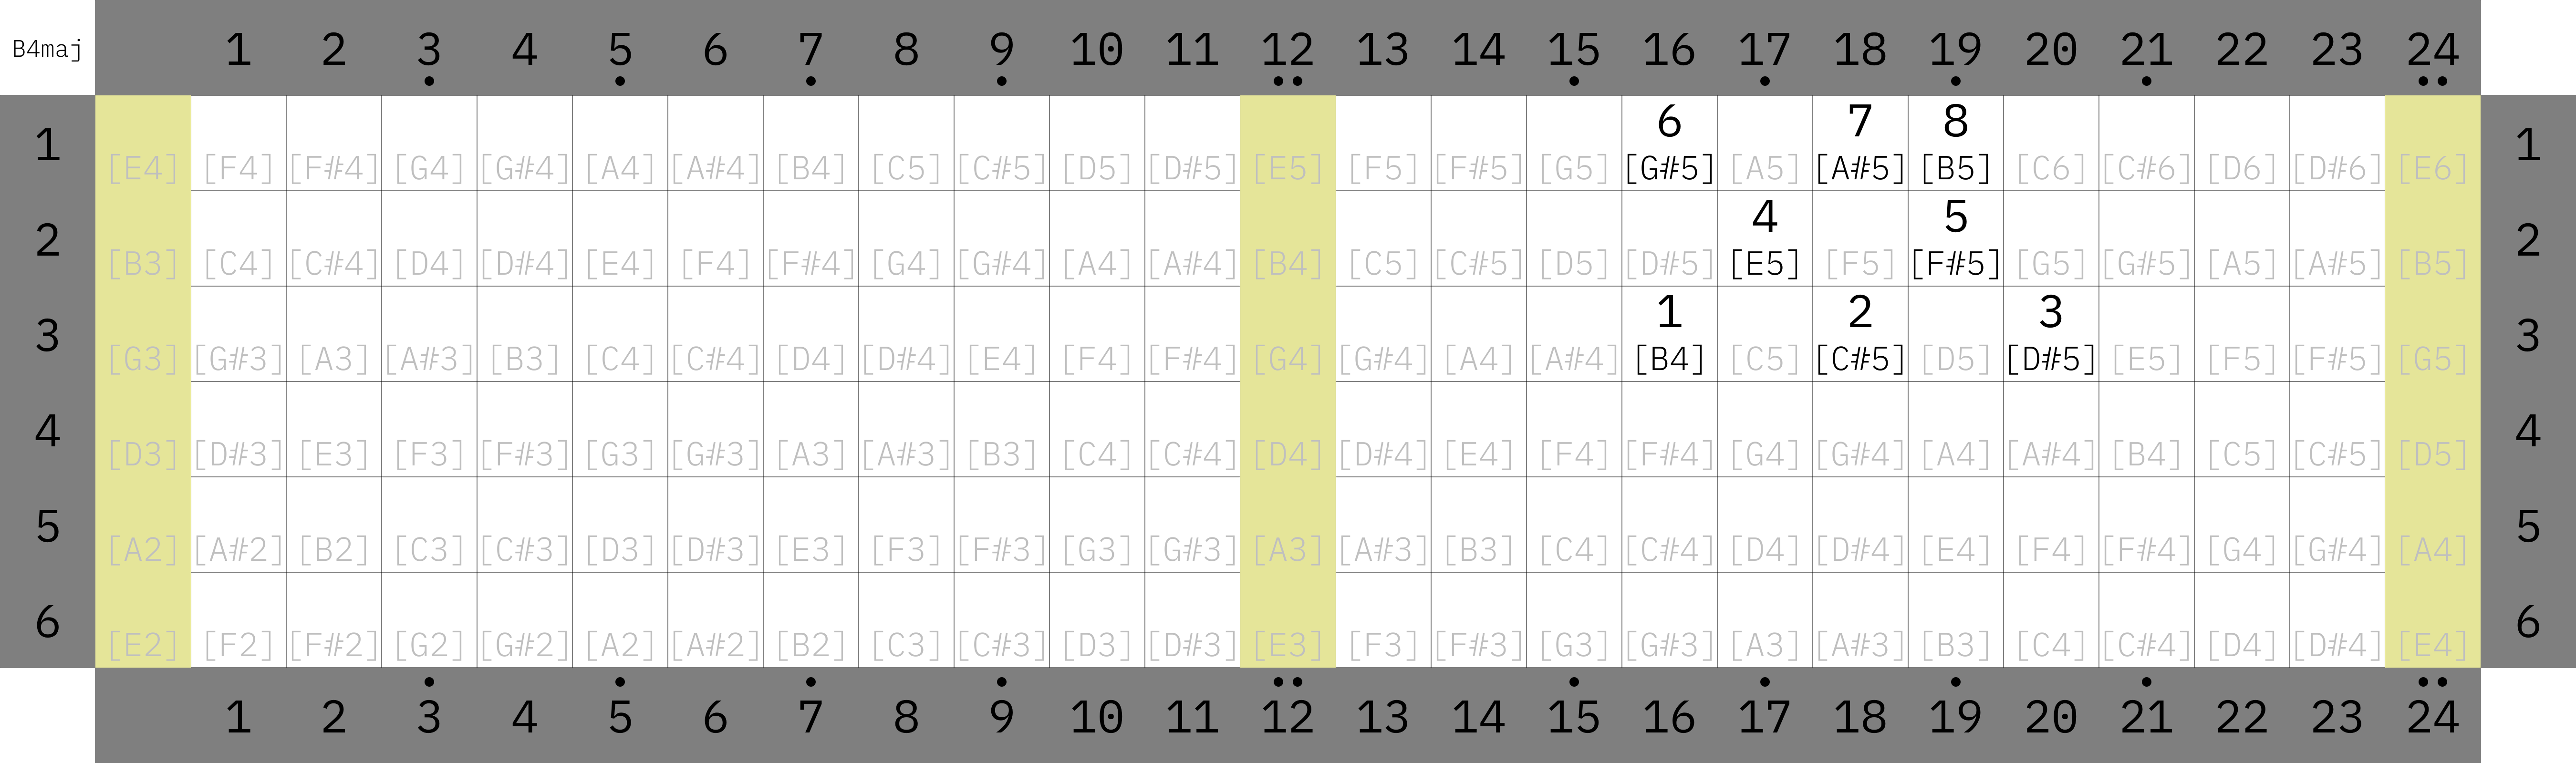 B4maj 1 2 3 4 5 6 7 8 9 10 11 12 13 14 15 16 17 18 19 20 21 22 23 24
6 7 8
1 [E4] [F4] [F#4] [G4] [G#4] [A4] [A#4] [B4] [C5] [C#5] [D5] [D#5] [E5] [F5] [F#5] [G5] [G#5] [A5] [A#5] [B5] [C6] [C#6] [D6] [D#6] [E6] 1
4 5
2 [B3] [C4] [C#4] [D4] [D#4] [E4] [F4] [F#4] [G4] [G#4] [A4] [A#4] [B4] [C5] [C#5] [D5] [D#5] [E5] [F5] [F#5] [G5] [G#5] [A5] [A#5] [B5] 2
1 2 3
3 [G3] [G#3] [A3] [A#3] [B3] [C4] [C#4] [D4] [D#4] [E4] [F4] [F#4] [G4] [G#4] [A4] [A#4] [B4] [C5] [C#5] [D5] [D#5] [E5] [F5] [F#5] [G5] 3
4 [D3] [D#3] [E3] [F3] [F#3] [G3] [G#3] [A3] [A#3] [B3] [C4] [C#4] [D4] [D#4] [E4] [F4] [F#4] [G4] [G#4] [A4] [A#4] [B4] [C5] [C#5] [D5] 4
5 [A2] [A#2] [B2] [C3] [C#3] [D3] [D#3] [E3] [F3] [F#3] [G3] [G#3] [A3] [A#3] [B3] [C4] [C#4] [D4] [D#4] [E4] [F4] [F#4] [G4] [G#4] [A4] 5
6 [E2] [F2] [F#2] [G2] [G#2] [A2] [A#2] [B2] [C3] [C#3] [D3] [D#3] [E3] [F3] [F#3] [G3] [G#3] [A3] [A#3] [B3] [C4] [C#4] [D4] [D#4] [E4] 6
1 2 3 4 5 6 7 8 9 10 11 12 13 14 15 16 17 18 19 20 21 22 23 24